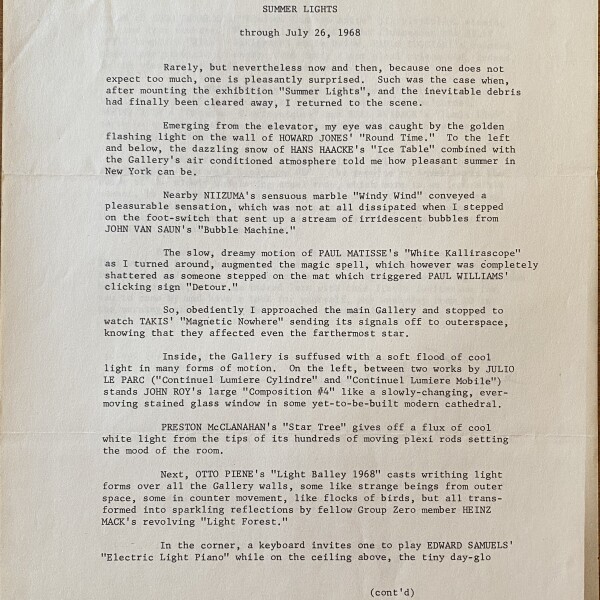 SUMMER LIGHTS
through July 26, 1968
Rarely, but nevertheless now and then, because one does not
expect too much, one is pleasantly surprised. Such was the case when,
after mounting the exhibition "Summer Lights", and the inevitable debris
had finally been cleared away, I returned to the scene.
Emerging from the elevator, my eye was caught by the golden
flashing light on the wall of HOWARD JONES' "Round Time." To the left
and below, the dazzling snow of HANS HAACKE's "Ice Table" combined with
the Gallery's air conditioned atmosphere told me how pleasant summer in
New York can be.
Nearby NIIZUMA's sensuous marble "Windy Wind" conveyed a
pleasurable sensation, which was not at all dissipated when I stepped
on the foot-switch that sent up a stream of irridescent bubbles from
JOHN VAN SAUN's "Bubble Machine."
The slow, dreamy motion of PAUL MATISSE's "White Kallirascope"
as I turned around, augmented the magic spell, which however was completely
shattered as someone stepped on the mat which triggered PAUL WILLIAMS'
clicking sign "Detour."
So, obediently I approached the main Gallery and stopped to
watch TAKIS' "Magnetic Nowhere" sending its signals off to outerspace,
knowing that they affected even the farthermost star.
Inside, the Gallery is suffused with a soft flood of cool
light in many forms of motion. On the left, between two works by JULIO
LE PARC ("Continuel Lumiere Cylindre" and "Continuel Lumiere Mobile")
stands JOHN ROY's large "Composition #4" like a slowly-changing, ever-
moving stained glass window in some yet-to-be-built modern cathedral.
PRESTON McCLANAHAN's "Star Tree" gives off a flux of cool
white light from the tips of its hundreds of moving plexi rods setting
the mood of the room.
Next, OTTO PIENE's "Light Balley 1968" casts writhing light
forms over all the Gallery walls, some like strange beings from outer
space, some in counter movement, like flocks of birds, but all trans-
formed into sparkling reflections by fellow Group Zero member HEINZ
MACK's revolving "Light Forest."
In the corner, a keyboard invites one to play EDWARD SAMUELS'
"Electric Light Piano" while on the ceiling above, the tiny day-glo
(cont'd)